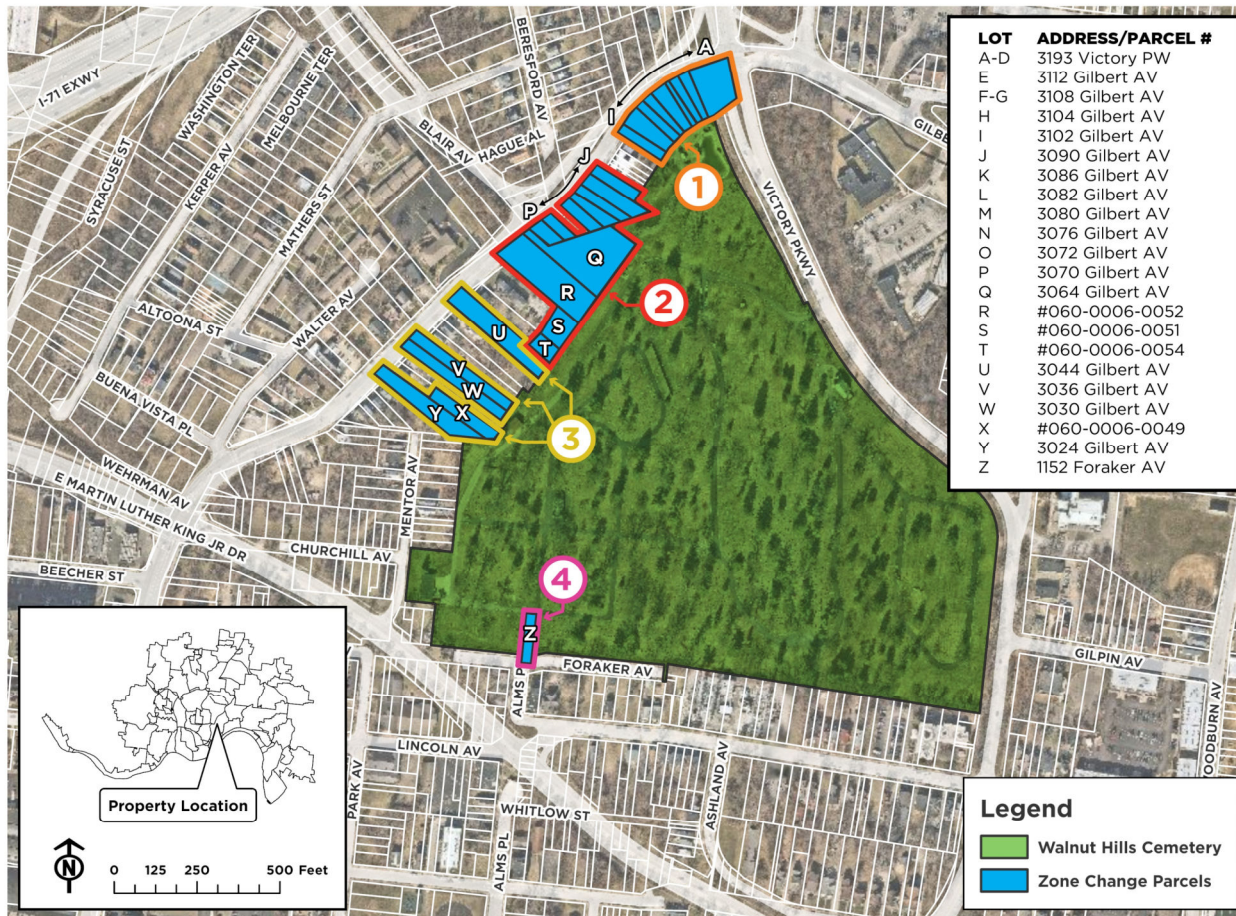 LOT ADDRESS/PARCEL #
A-D 3193 Victory PW
E 3112 Gilbert AV
F-G 3108 Gilbert AV
H 3104 Gilbert AV
I 3102 Gilbert AV
J 3090 Gilbert AV
K 3086 Gilbert AV
L 3082 Gilbert AV
M 3080 Gilbert AV
N 3076 Gilbert AV
O 3072 Gilbert AV
P 3070 Gilbert AV
Q 3064 Gilbert AV
R #060-0006-0052
S #060-0006-0051
T #060-0006-0054
U 3044 Gilbert AV
V 3036 Gilbert AV
W 3030 Gilbert AV
X #060-0006-0049
Y 3024 Gilbert AV
Z 1152 Foraker AV
I-71 EXWY
WASHINGTON TER
MELBOURNE TER
SYRACUSE ST
KERPER AV
MATHERS ST
BLAIR AV
HAGUE AL
BERESFORD AV
A
I
J
P
1
VICTORY PKWY
Q
R
2
S
T
U
V
W
X
Y
3
ALTOONA ST
WALTER AV
BUENA VISTA PL
WEHRMAN AV
E MARTIN LUTHER KING JR DR
MENTOR AV
CHURCHILL AV
BEECHER ST
4
Z
FORAKER AV
ALMS
GILPIN AV
LINCOLN AV
PARK AV
WHITLOW ST
ASHLAND AV
ALMS PL
Property Location
N
0 125 250 500 Feet
Legend
Walnut Hills Cemetery
Zone Change Parcels